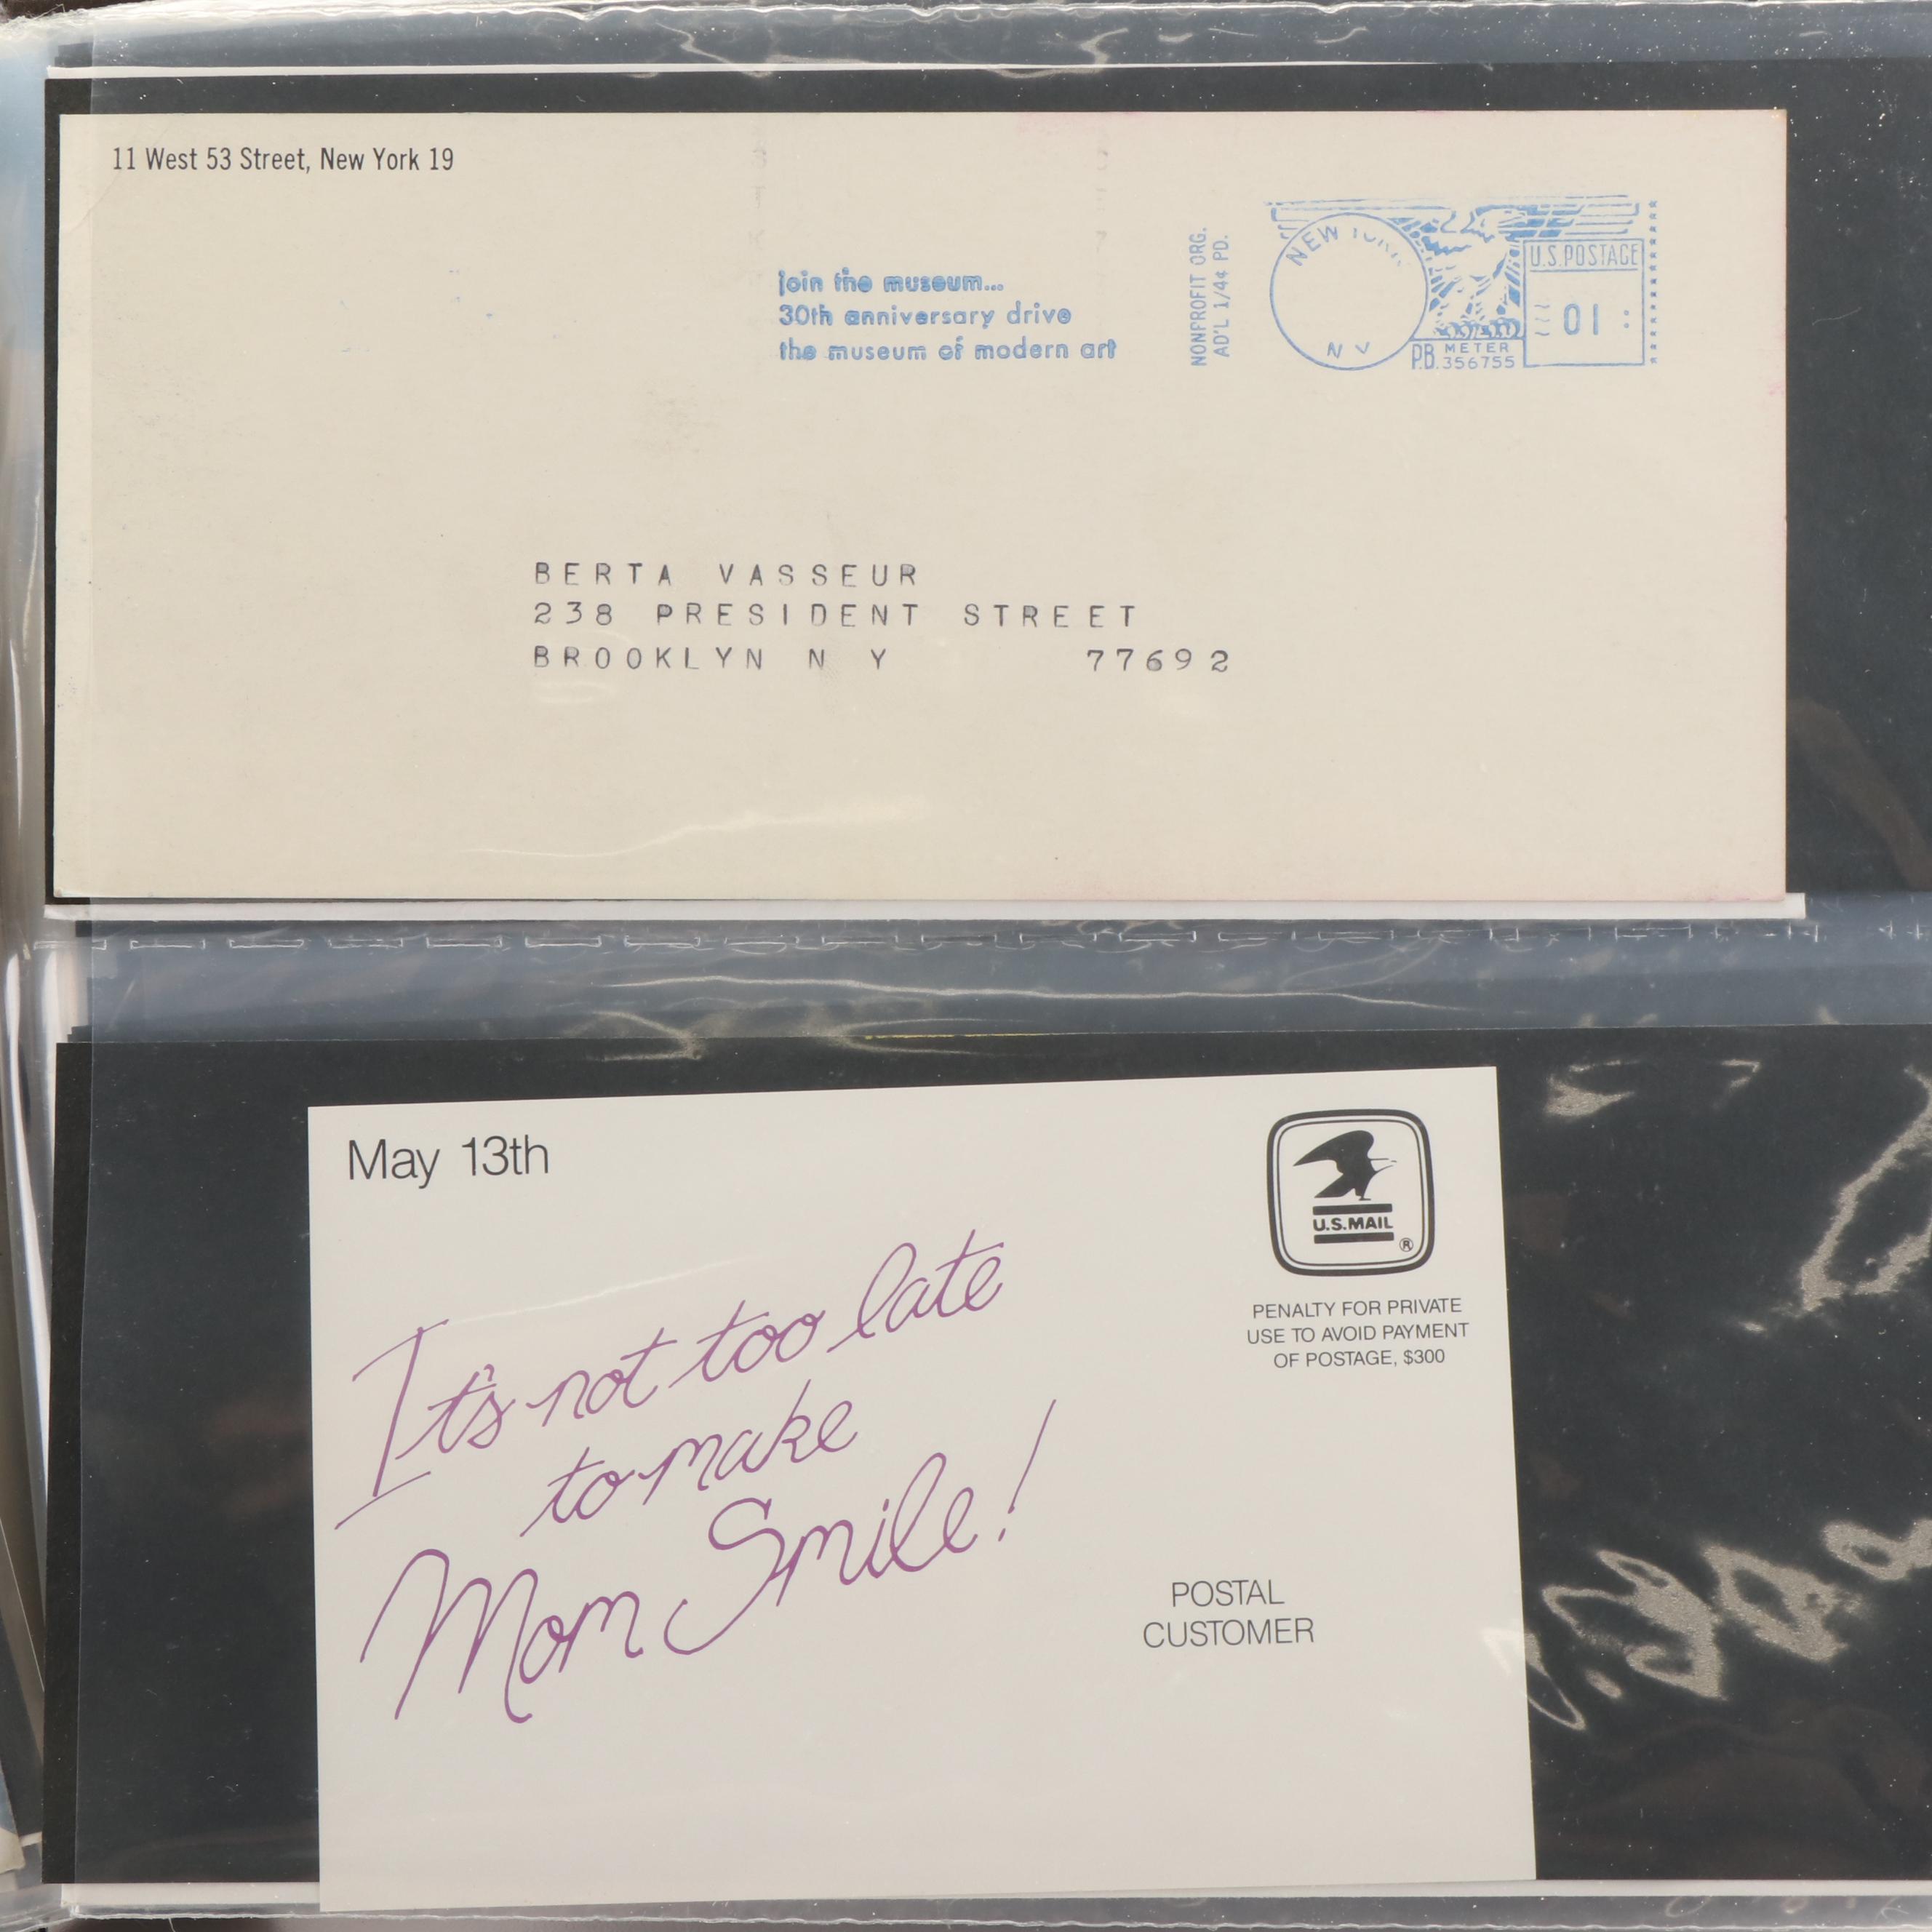 11 West 53 Street, New York 19
join the museum...
30th anniversary drive
the museum of modern art
NONPROFIT ORG.
AD'L 1/4¢ PD.
NEW YORK
N Y
P.B. METER
356755
U.S. POSTAGE
01
BERTA VASSEUR
238 PRESIDENT STREET
BROOKLYN N Y 77692
May 13th
It's not too late
to make
Mom Smile!
U.S.MAIL
®
PENALTY FOR PRIVATE
USE TO AVOID PAYMENT
OF POSTAGE, $300
POSTAL
CUSTOMER